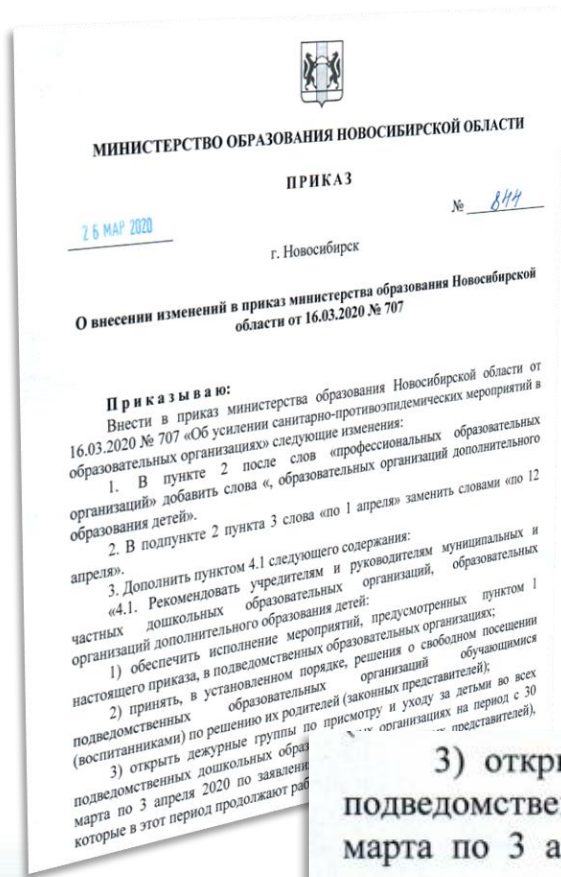 МИНИСТЕРСТВО ОБРАЗОВАНИЯ НОВОСИБИРСКОЙ ОБЛАСТИ
ПРИКАЗ
26 МАР 2020
№ 844
г. Новосибирск
О внесении изменений в приказ министерства образования Новосибирской
области от 16.03.2020 № 707
Приказываю:
Внести в приказ министерства образования Новосибирской области от
16.03.2020 № 707 «Об усилении санитарно-противоэпидемических мероприятий в
образовательных организациях» следующие изменения:
1. В пункте 2 после слов «профессиональных образовательных
организаций» добавить слова «, образовательных организаций дополнительного
образования детей».
2. В подпункте 2 пункта 3 слова «по 1 апреля» заменить словами «по 12
апреля».
3. Дополнить пунктом 4.1 следующего содержания:
«4.1. Рекомендовать учредителям и руководителям муниципальных и
частных дошкольных образовательных организаций, образовательных
организаций дополнительного образования детей:
1) обеспечить исполнение мероприятий, предусмотренных пунктом 1
настоящего приказа, в подведомственных образовательных организациях;
2) принять, в установленном порядке, решения о свободном посещении
подведомственных образовательных организаций обучающимися
(воспитанниками) по решению их родителей (законных представителей);
3) открыть дежурные группы по присмотру и уходу за детьми во всех
подведомственных дошкольных организациях на период с 30
марта по 3 апреля 2020 по представителей),
которые в этот период продолжают
3)
марта по 3